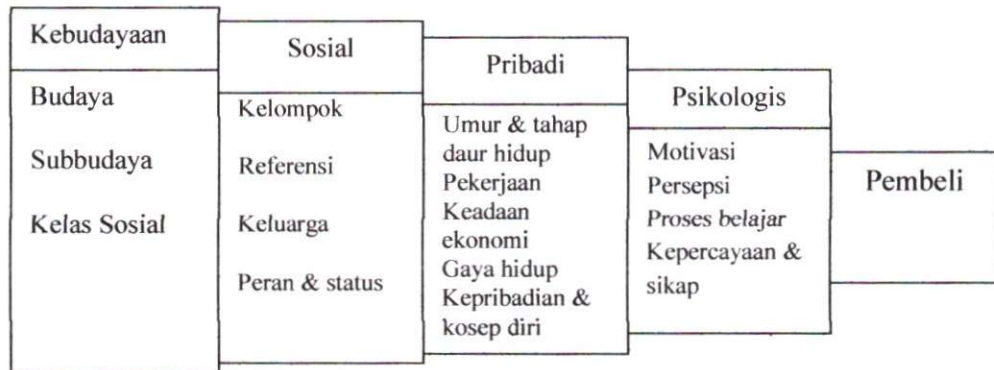 Kebudayaan
Budaya
Subbudaya
Kelas Sosial
Sosial
Kelompok
Referensi
Keluarga
Peran & status
Pribadi
Umur & tahap
daur hidup
Pekerjaan
Keadaan
ekonomi
Gaya hidup
Kepribadian &
kosep diri
Psikologis
Motivasi
Persepsi
Proses belajar
Kepercayaan &
sikap
Pembeli